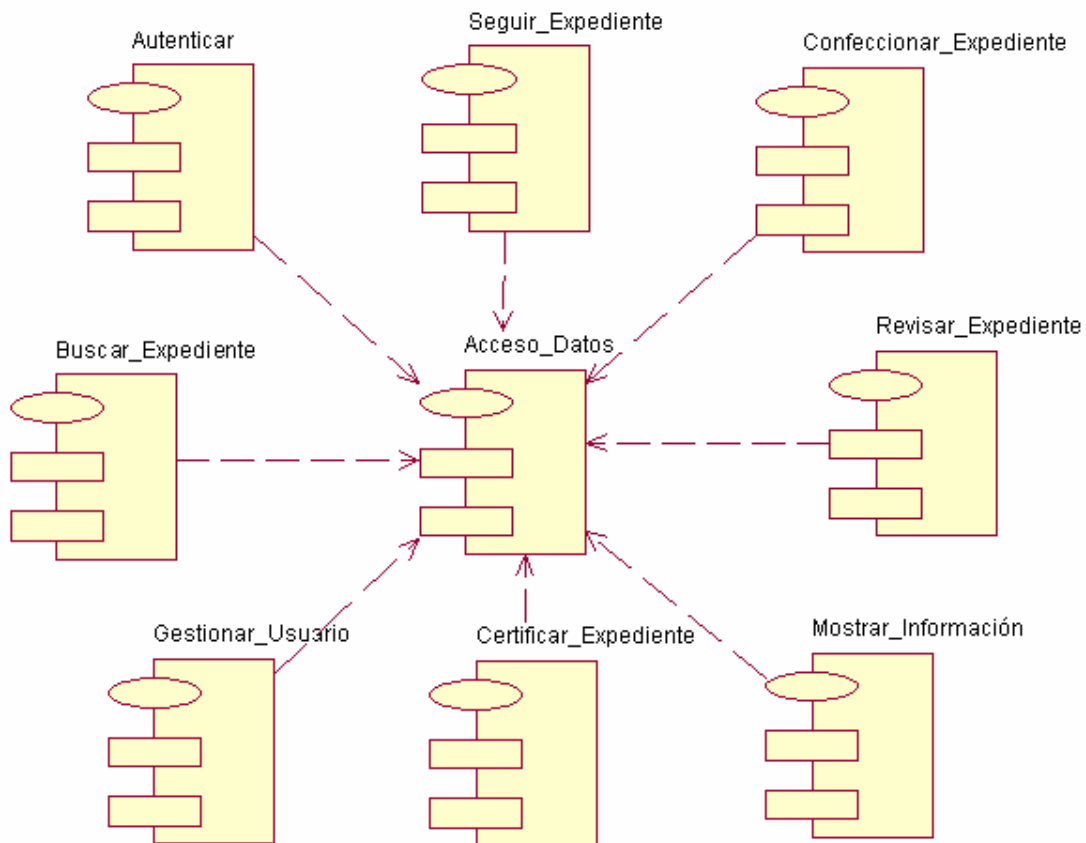 Seguir_Expediente
Autenticar
Confeccionar_Expediente
Revisar_Expediente
Acceso_Datos
Buscar_Expediente
Mostrar_Información
Gestionar_Usuario
Certificar_Expediente